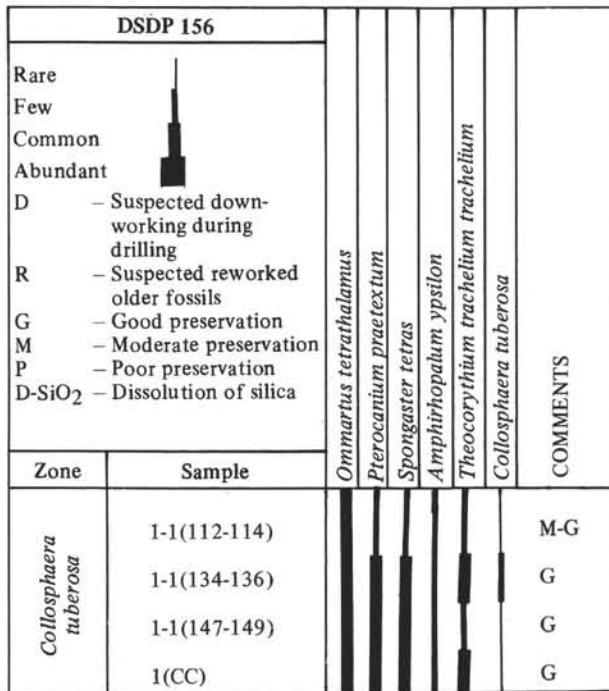 DSDP 156
Rare
Few
Common
Abundant
D – Suspected down-
working during
drilling
R – Suspected reworked
older fossils
G – Good preservation
M – Moderate preservation
P – Poor preservation
D-SiO2 – Dissolution of silica
Ommartus tetrathalamus
Pterocanium praetextum
Spongaster tetras
Amphirhopalum ypsilon
Theocorythium trachelium trachelium
Collosphaera tuberosa
COMMENTS
Zone Sample
Collosphaera
tuberosa
1-1(112-114) M-G
1-1(134-136) G
1-1(147-149) G
1(CC) G